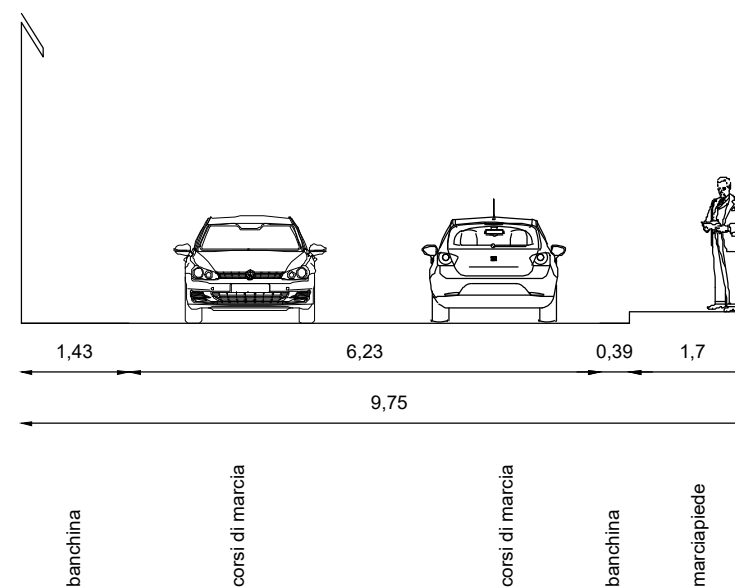 1,43
6,23
0,39
1,7
9,75
banchina
corsi di marcia
corsi di marcia
banchina
marciapiede